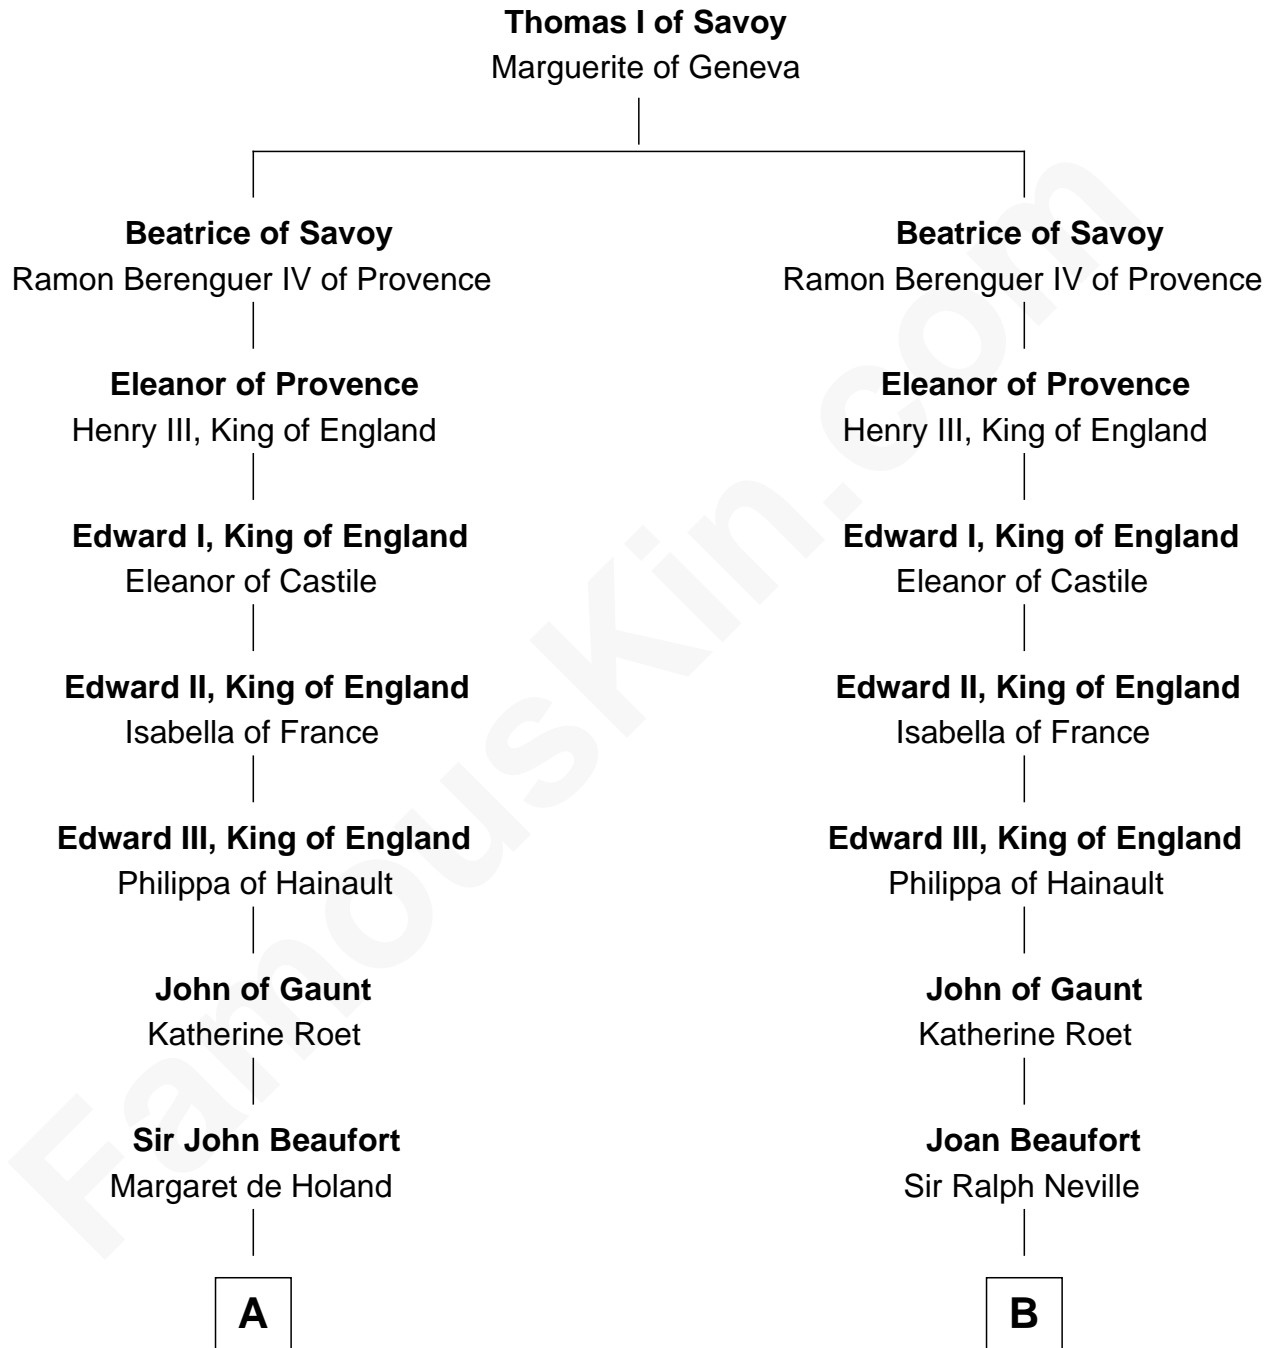 Thomas I of Savoy
Marguerite of Geneva
Beatrice of Savoy
Ramon Berenguer IV of Provence
Eleanor of Provence
Henry III, King of England
Edward I, King of England
Eleanor of Castile
Edward II, King of England
Isabella of France
Edward III, King of England
Philippa of Hainault
John of Gaunt
Katherine Roet
Sir John Beaufort
Margaret de Holand
A
Beatrice of Savoy
Ramon Berenguer IV of Provence
Eleanor of Provence
Henry III, King of England
Edward I, King of England
Eleanor of Castile
Edward II, King of England
Isabella of France
Edward III, King of England
Philippa of Hainault
John of Gaunt
Katherine Roet
Joan Beaufort
Sir Ralph Neville
B
FamousKin.com